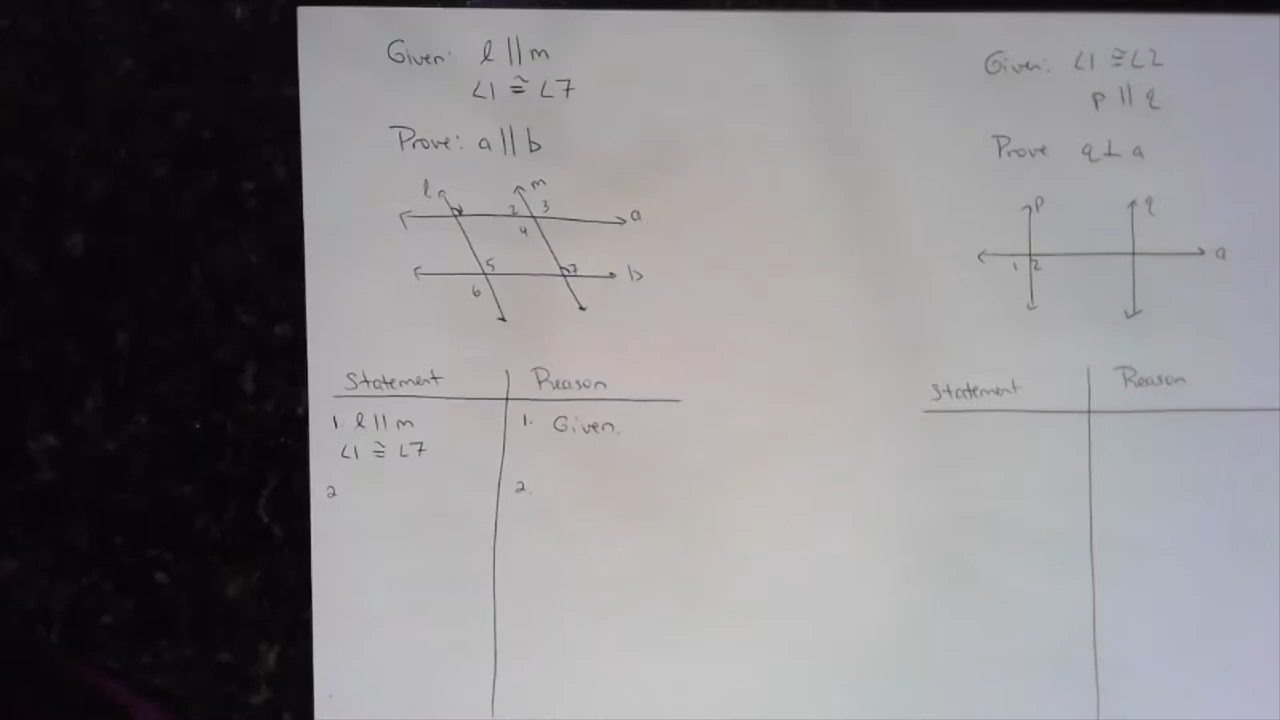 Given: l || m
∠1 ≅ ∠7
Prove: a || b
l
m
2
3
a
4
5
7
b
6
Statement
Reason
1. l || m
1. Given.
∠1 ≅ ∠7
2
2.
Given: ∠1 ≅ ∠2
p || q
Prove q ⊥ a
p
q
a
1
2
Statement
Reason